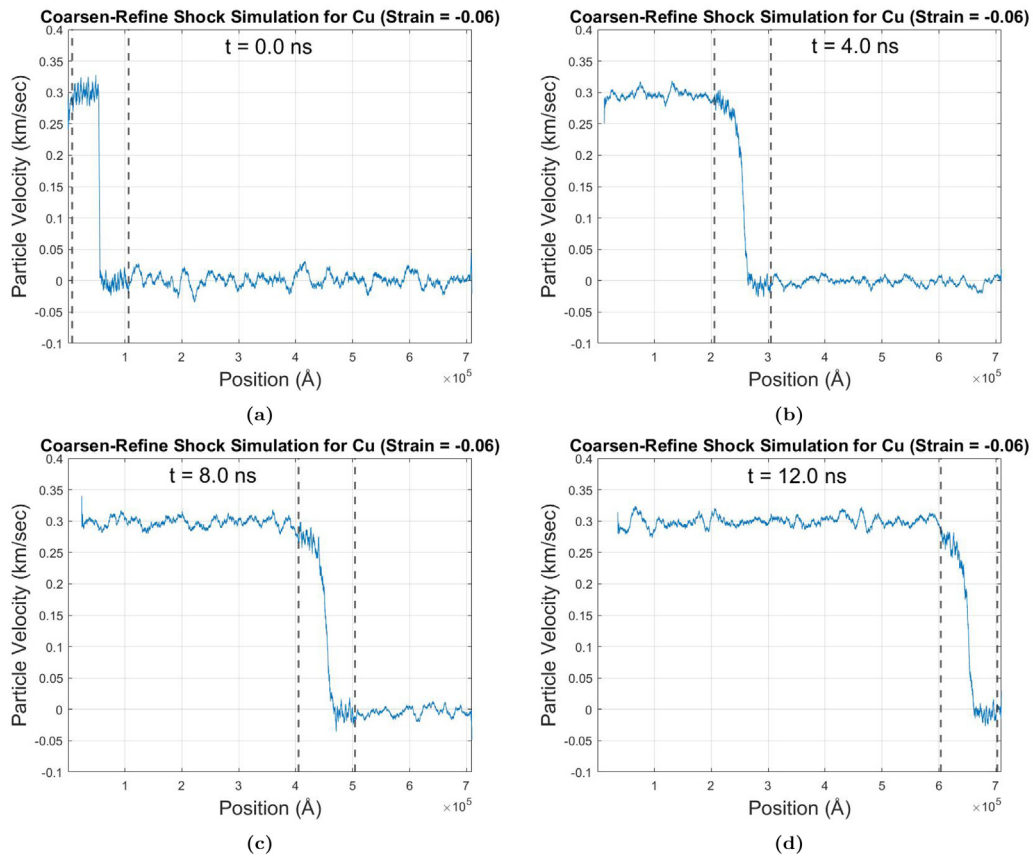 Coarsen-Refine Shock Simulation for Cu (Strain = -0.06)
t = 0.0 ns
Particle Velocity (km/sec)
0.4
0.35
0.3
0.25
0.2
0.15
0.1
0.05
0
-0.05
-0.1
1 2 3 4 5 6 7
×10⁵
Position (Å)
(a)
Coarsen-Refine Shock Simulation for Cu (Strain = -0.06)
t = 4.0 ns
Particle Velocity (km/sec)
0.4
0.35
0.3
0.25
0.2
0.15
0.1
0.05
0
-0.05
-0.1
1 2 3 4 5 6 7
×10⁵
Position (Å)
(b)
Coarsen-Refine Shock Simulation for Cu (Strain = -0.06)
t = 8.0 ns
Particle Velocity (km/sec)
0.4
0.35
0.3
0.25
0.2
0.15
0.1
0.05
0
-0.05
-0.1
1 2 3 4 5 6 7
×10⁵
Position (Å)
(c)
Coarsen-Refine Shock Simulation for Cu (Strain = -0.06)
t = 12.0 ns
Particle Velocity (km/sec)
0.4
0.35
0.3
0.25
0.2
0.15
0.1
0.05
0
-0.05
-0.1
1 2 3 4 5 6 7
×10⁵
Position (Å)
(d)